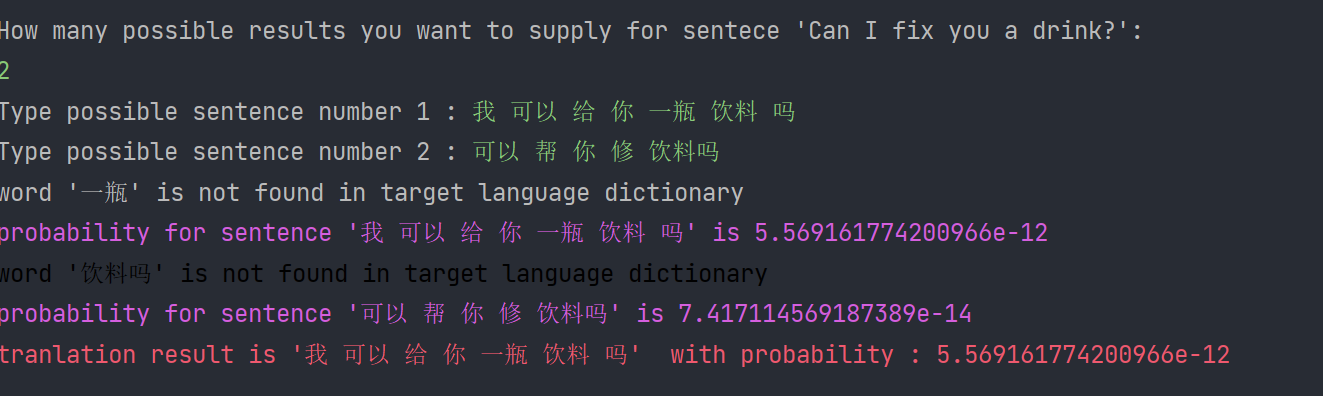 How many possible results you want to supply for sentece 'Can I fix you a drink?':
2
Type possible sentence number 1 : 我 可以 给 你 一瓶 饮料 吗
Type possible sentence number 2 : 可以 帮 你 修 饮料吗
word '一瓶' is not found in target language dictionary
probability for sentence '我 可以 给 你 一瓶 饮料 吗' is 5.569161774200966e-12
word '饮料吗' is not found in target language dictionary
probability for sentence '可以 帮 你 修 饮料吗' is 7.417114569187389e-14
tranlation result is '我 可以 给 你 一瓶 饮料 吗'  with probability : 5.569161774200966e-12